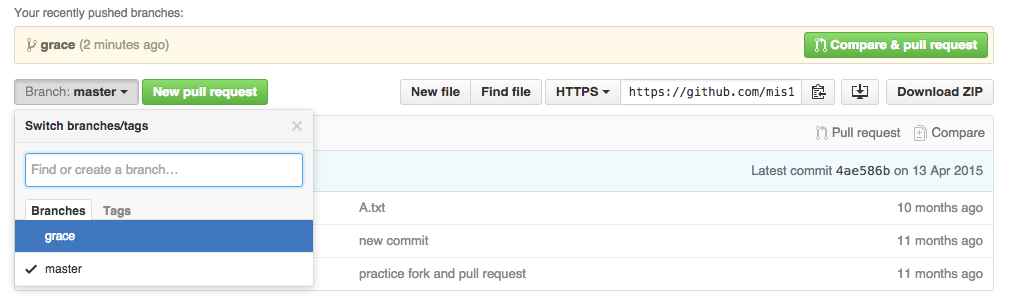 Your recently pushed branches:
grace (2 minutes ago)
Compare & pull request
Branch: master
New pull request
New file
Find file
HTTPS
https://github.com/mis1
Download ZIP
Switch branches/tags
Pull request
Compare
Find or create a branch…
Latest commit 4ae586b on 13 Apr 2015
Branches
Tags
A.txt
10 months ago
grace
new commit
11 months ago
master
practice fork and pull request
11 months ago